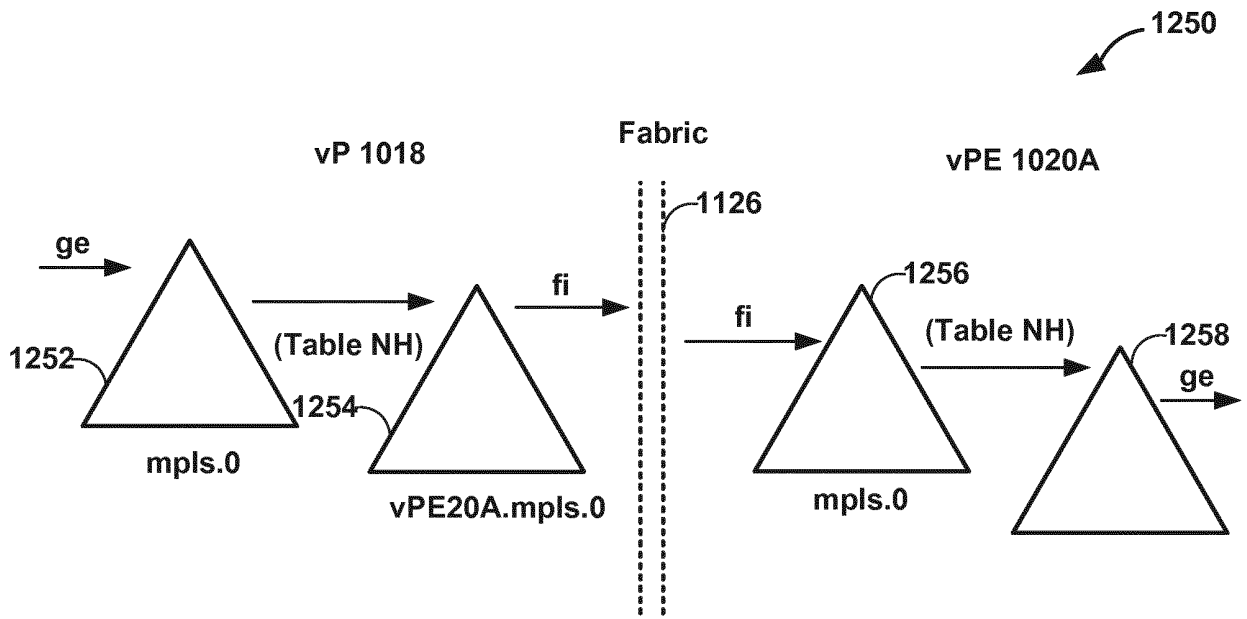 1250
Fabric
vP 1018
vPE 1020A
1126
ge
1256
fi
fi
(Table NH)
1258
(Table NH)
1252
ge
1254
mpls.0
mpls.0
vPE20A.mpls.0